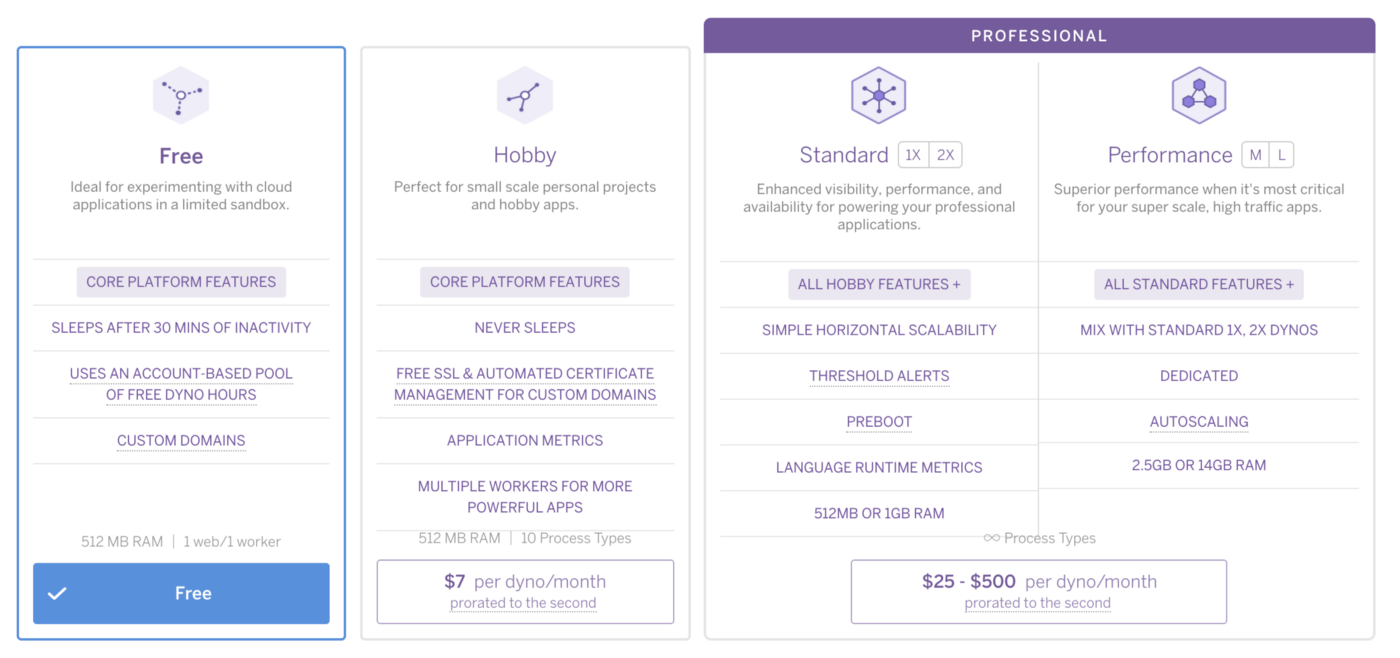 Free
Ideal for experimenting with cloud
applications in a limited sandbox.
CORE PLATFORM FEATURES
SLEEPS AFTER 30 MINS OF INACTIVITY
USES AN ACCOUNT-BASED POOL
OF FREE DYNO HOURS
CUSTOM DOMAINS
512 MB RAM | 1 web/1 worker
Free
Hobby
Perfect for small scale personal projects
and hobby apps.
CORE PLATFORM FEATURES
NEVER SLEEPS
FREE SSL & AUTOMATED CERTIFICATE
MANAGEMENT FOR CUSTOM DOMAINS
APPLICATION METRICS
MULTIPLE WORKERS FOR MORE
POWERFUL APPS
512 MB RAM | 10 Process Types
$7 per dyno/month
prorated to the second
PROFESSIONAL
Standard 1X 2X
Enhanced visibility, performance, and
availability for powering your professional
applications.
ALL HOBBY FEATURES +
SIMPLE HORIZONTAL SCALABILITY
THRESHOLD ALERTS
PREBOOT
LANGUAGE RUNTIME METRICS
512MB OR 1GB RAM
Performance M L
Superior performance when it's most critical
for your super scale, high traffic apps.
ALL STANDARD FEATURES +
MIX WITH STANDARD 1X, 2X DYNOS
DEDICATED
AUTOSCALING
2.5GB OR 14GB RAM
∞ Process Types
$25 - $500 per dyno/month
prorated to the second